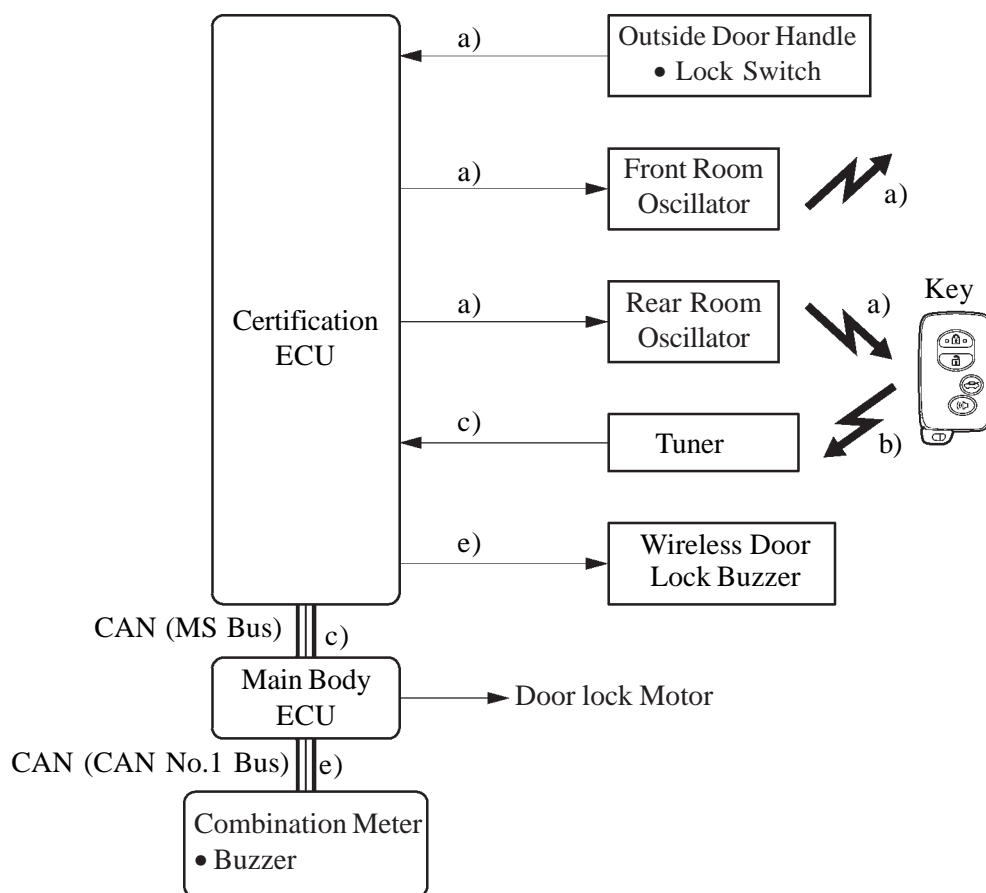 a)
Outside Door Handle
• Lock Switch
a)
Front Room
Oscillator
a)
Certification
ECU
a)
Rear Room
Oscillator
a)
Key
c)
Tuner
b)
e)
Wireless Door
Lock Buzzer
CAN (MS Bus)
c)
Main Body
ECU
Door lock Motor
CAN (CAN No.1 Bus)
e)
Combination Meter
• Buzzer